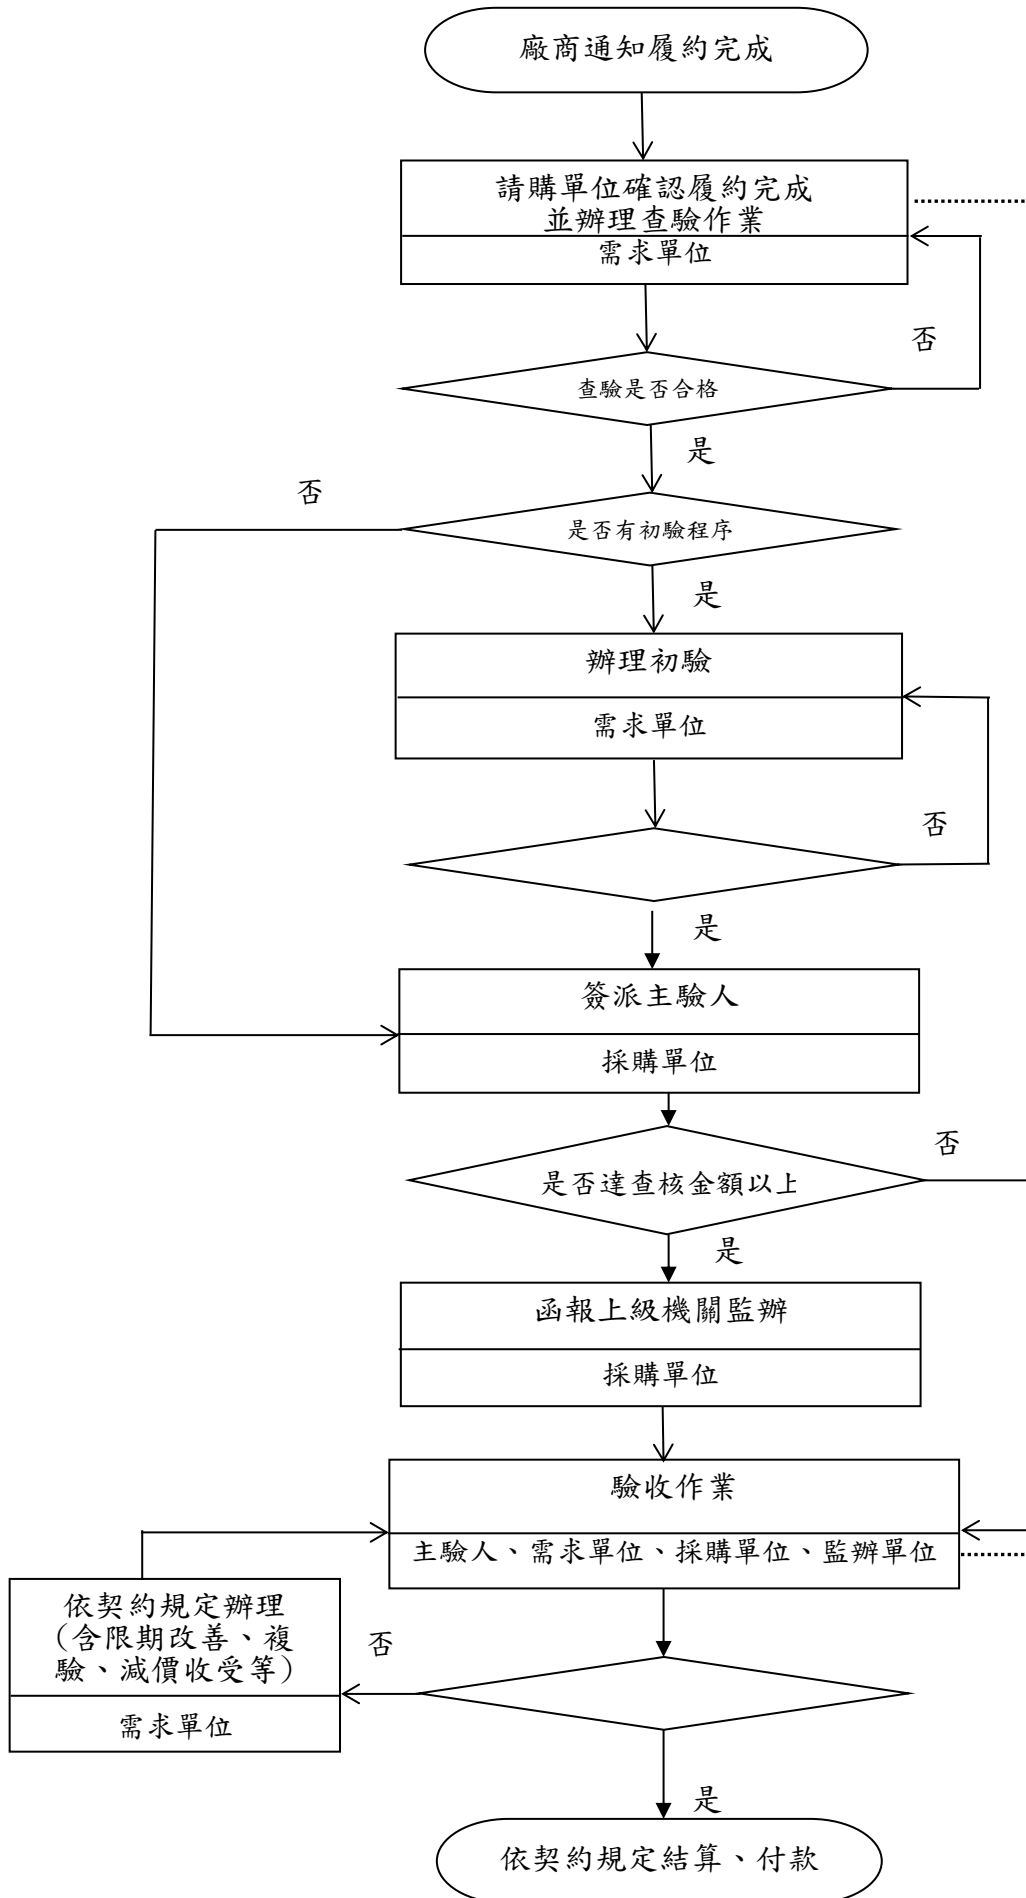 廠商通知履約完成
請購單位確認履約完成
並辦理查驗作業
需求單位
否
查驗是否合格
是
否
是否有初驗程序
是
辦理初驗
需求單位
否
是
簽派主驗人
採購單位
否
是否達查核金額以上
是
函報上級機關監辦
採購單位
驗收作業
主驗人、需求單位、採購單位、監辦單位
依契約規定辦理
(含限期改善、複
驗、減價收受等)
否
需求單位
是
依契約規定結算、付款